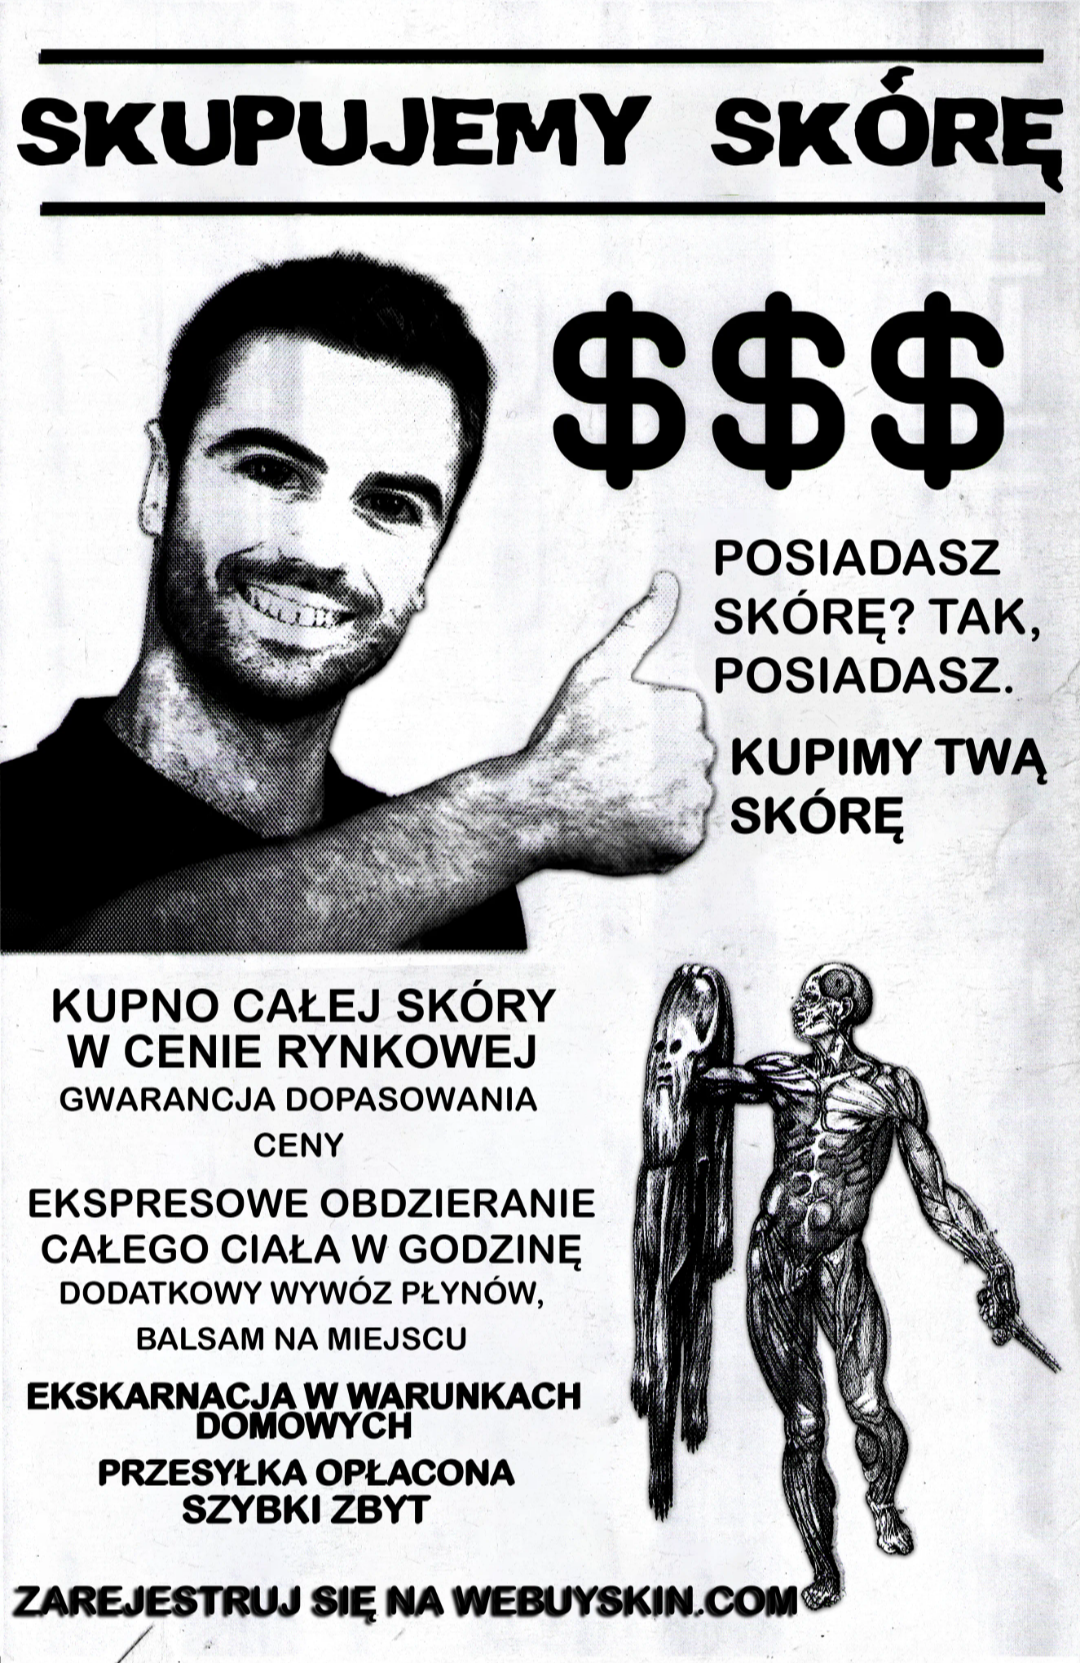 SKUPUJEMY SKÓRĘ
$$$
POSIADASZ
SKÓRĘ? TAK,
POSIADASZ.
KUPIMY TWĄ
SKÓRĘ
KUPNO CAŁEJ SKÓRY
W CENIE RYNKOWEJ
GWARANCJA DOPASOWANIA
CENY
EKSPRESOWE OBDZIERANIE
CAŁEGO CIAŁA W GODZINĘ
DODATKOWY WYWÓZ PŁYNÓW,
BALSAM NA MIEJSCU
EKSKARNACJA W WARUNKACH
DOMOWYCH
PRZESYŁKA OPŁACONA
SZYBKI ZBYT
ZAREJESTRUJ SIĘ NA WEBUYSKIN.COM